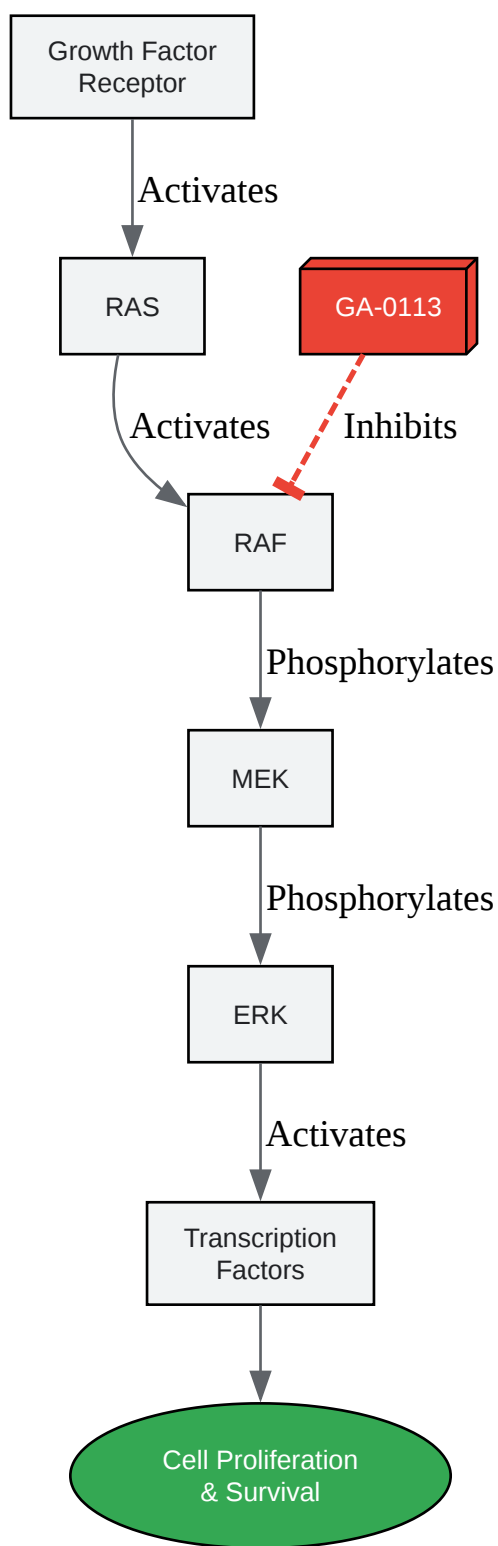 Growth Factor
Receptor
Activates
RAS
GA-0113
Activates
Inhibits
RAF
Phosphorylates
MEK
Phosphorylates
ERK
Activates
Transcription
Factors
Cell Proliferation
& Survival